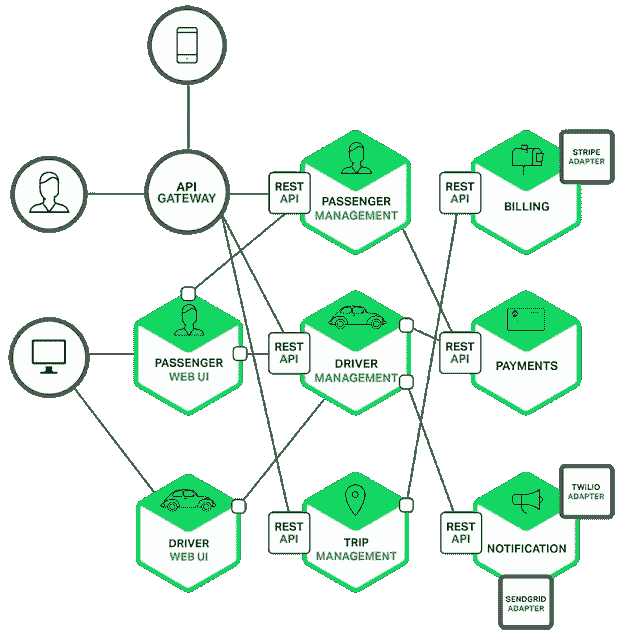 API
GATEWAY
REST
API
PASSENGER
MANAGEMENT
REST
API
BILLING
STRIPE
ADAPTER
PASSENGER
WEB UI
REST
API
DRIVER
MANAGEMENT
REST
API
PAYMENTS
DRIVER
WEB UI
REST
API
TRIP
MANAGEMENT
REST
API
NOTIFICATION
TWILIO
ADAPTER
SENDGRID
ADAPTER